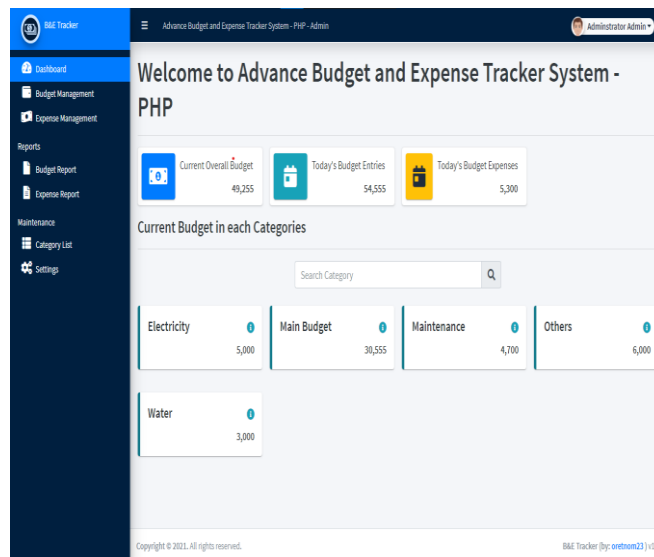 B&E Tracker
Advance Budget and Expense Tracker System - PHP - Admin
Adminstrator Admin
Dashboard
Budget Management
Expense Management
Reports
Budget Report
Expense Report
Maintenance
Category List
Settings
Welcome to Advance Budget and Expense Tracker System -
PHP
Current Overall Budget
49,255
Today's Budget Entries
54,555
Today's Budget Expenses
5,300
Current Budget in each Categories
Search Category
Electricity
5,000
Main Budget
30,555
Maintenance
4,700
Others
6,000
Water
3,000
Copyright © 2021. All rights reserved.
B&E Tracker (by: oretnom23 ) v1